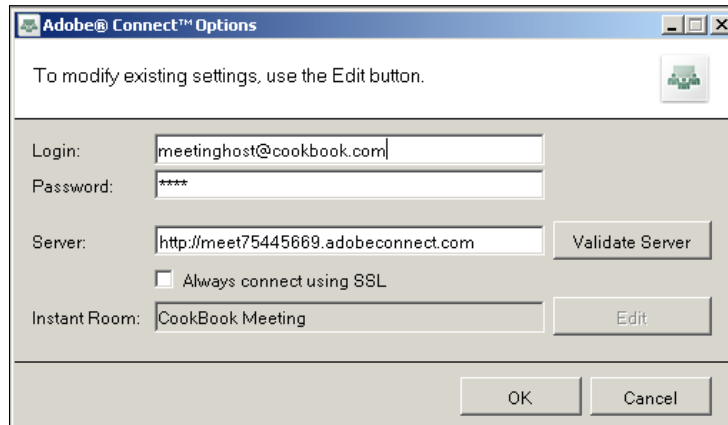 Adobe® Connect™ Options
To modify existing settings, use the Edit button.
Login: meetinghost@cookbook.com
Password: ****
Server: http://meet75445669.adobeconnect.com Validate Server
Always connect using SSL
Instant Room: CookBook Meeting Edit
OK Cancel